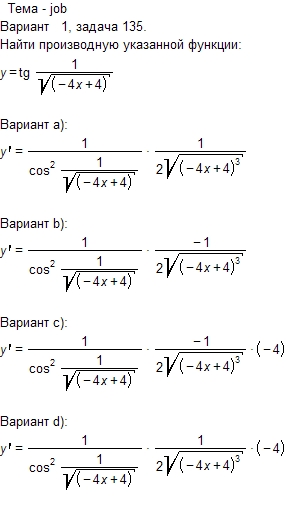 Тема - job
Вариант 1, задача 135.
Найти производную указанной функции:
y = tg 1/√(−4x+4)
Вариант a):
y' = 1/(cos² 1/√(−4x+4)) · 1/(2√(−4x+4)³)
Вариант b):
y' = 1/(cos² 1/√(−4x+4)) · −1/(2√(−4x+4)³)
Вариант c):
y' = 1/(cos² 1/√(−4x+4)) · −1/(2√(−4x+4)³) · (−4)
Вариант d):
y' = 1/(cos² 1/√(−4x+4)) · 1/(2√(−4x+4)³) · (−4)